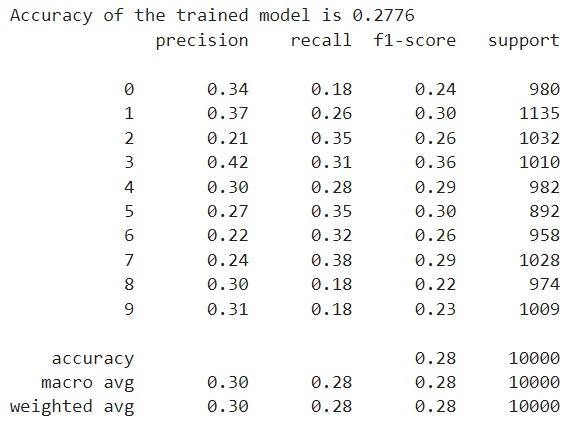 Accuracy of the trained model is 0.2776
precision recall f1-score support
0 0.34 0.18 0.24 980
1 0.37 0.26 0.30 1135
2 0.21 0.35 0.26 1032
3 0.42 0.31 0.36 1010
4 0.30 0.28 0.29 982
5 0.27 0.35 0.30 892
6 0.22 0.32 0.26 958
7 0.24 0.38 0.29 1028
8 0.30 0.18 0.22 974
9 0.31 0.18 0.23 1009
accuracy 0.28 10000
macro avg 0.30 0.28 0.28 10000
weighted avg 0.30 0.28 0.28 10000